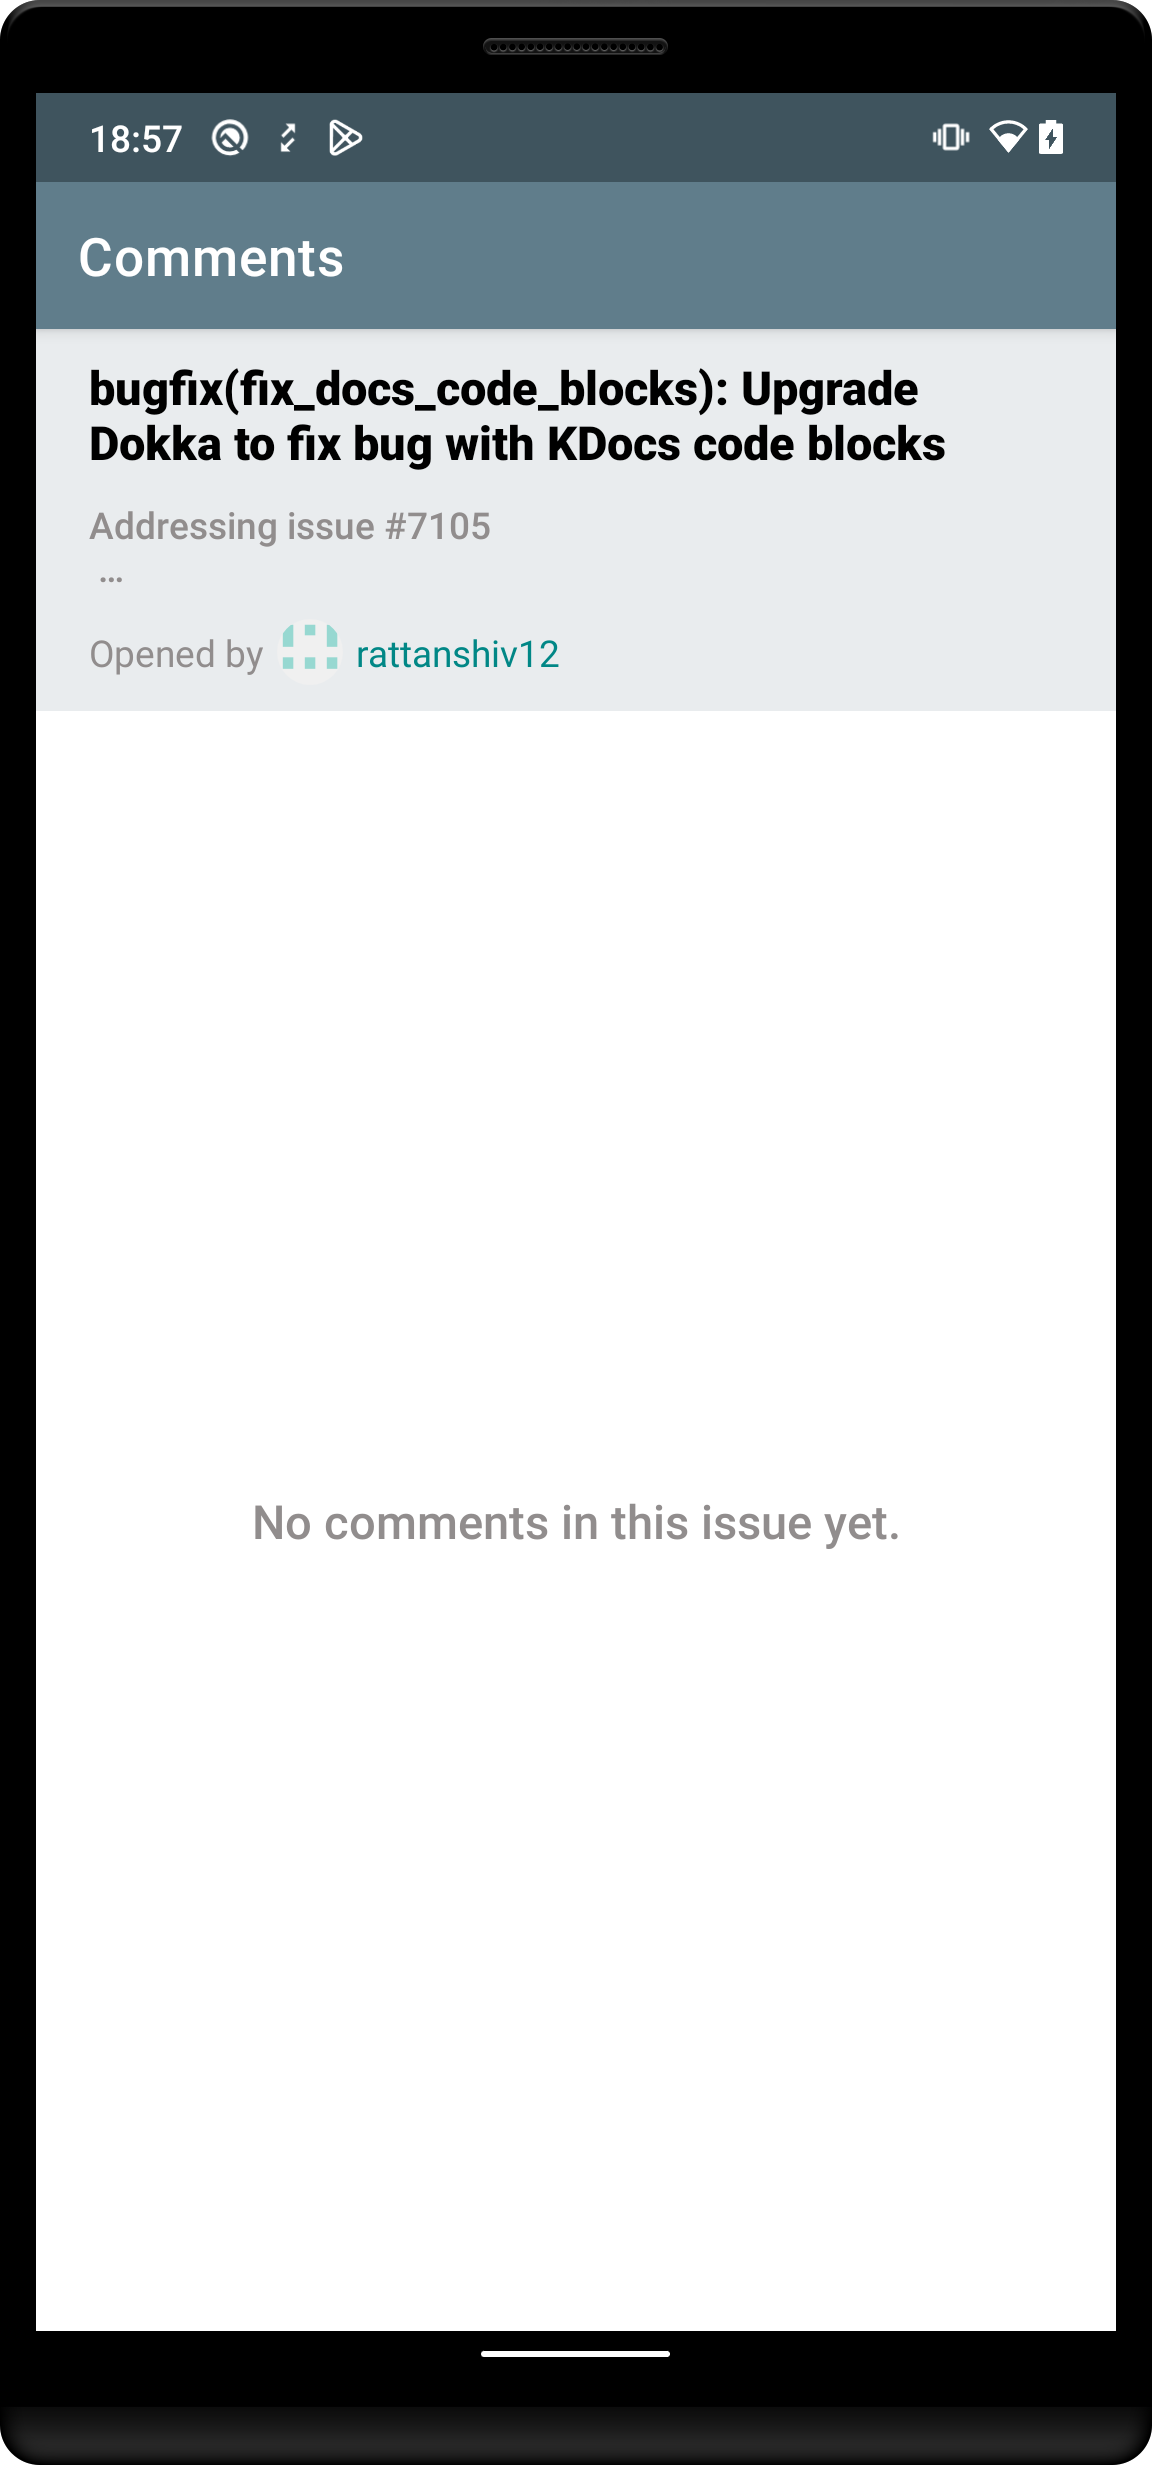 18:57
Comments
bugfix(fix_docs_code_blocks): Upgrade
Dokka to fix bug with KDocs code blocks
Addressing issue #7105
…
Opened by rattanshiv12
No comments in this issue yet.